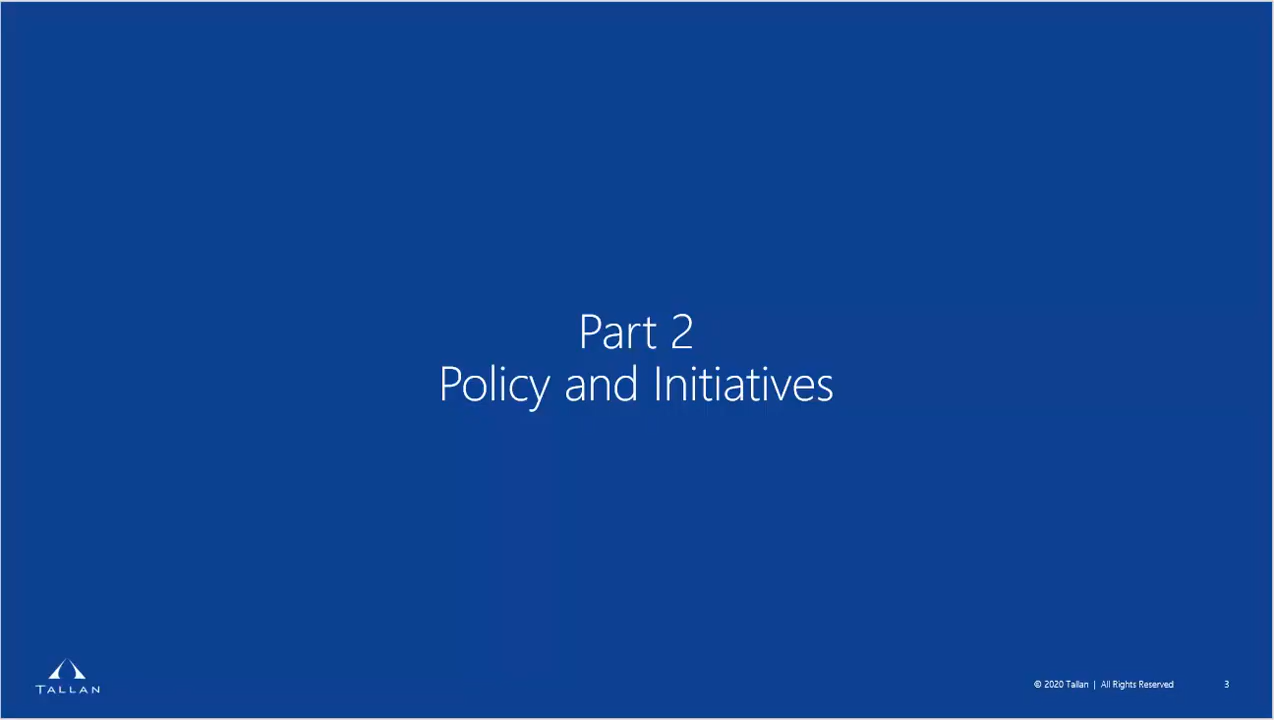 Part 2
Policy and Initiatives
TALLAN
© 2020 Tallan | All Rights Reserved 3